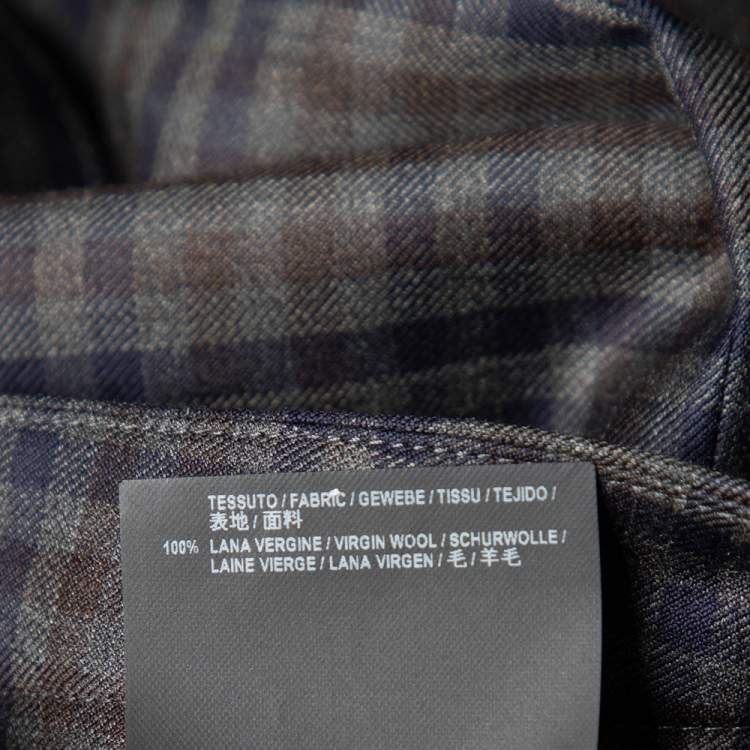 TESSUTO / FABRIC / GEWEBE / TISSU / TEJIDO /
表地 / 面料
100% LANA VERGINE / VIRGIN WOOL / SCHURWOLLE /
LAINE VIERGE / LANA VIRGEN / 毛 / 羊毛